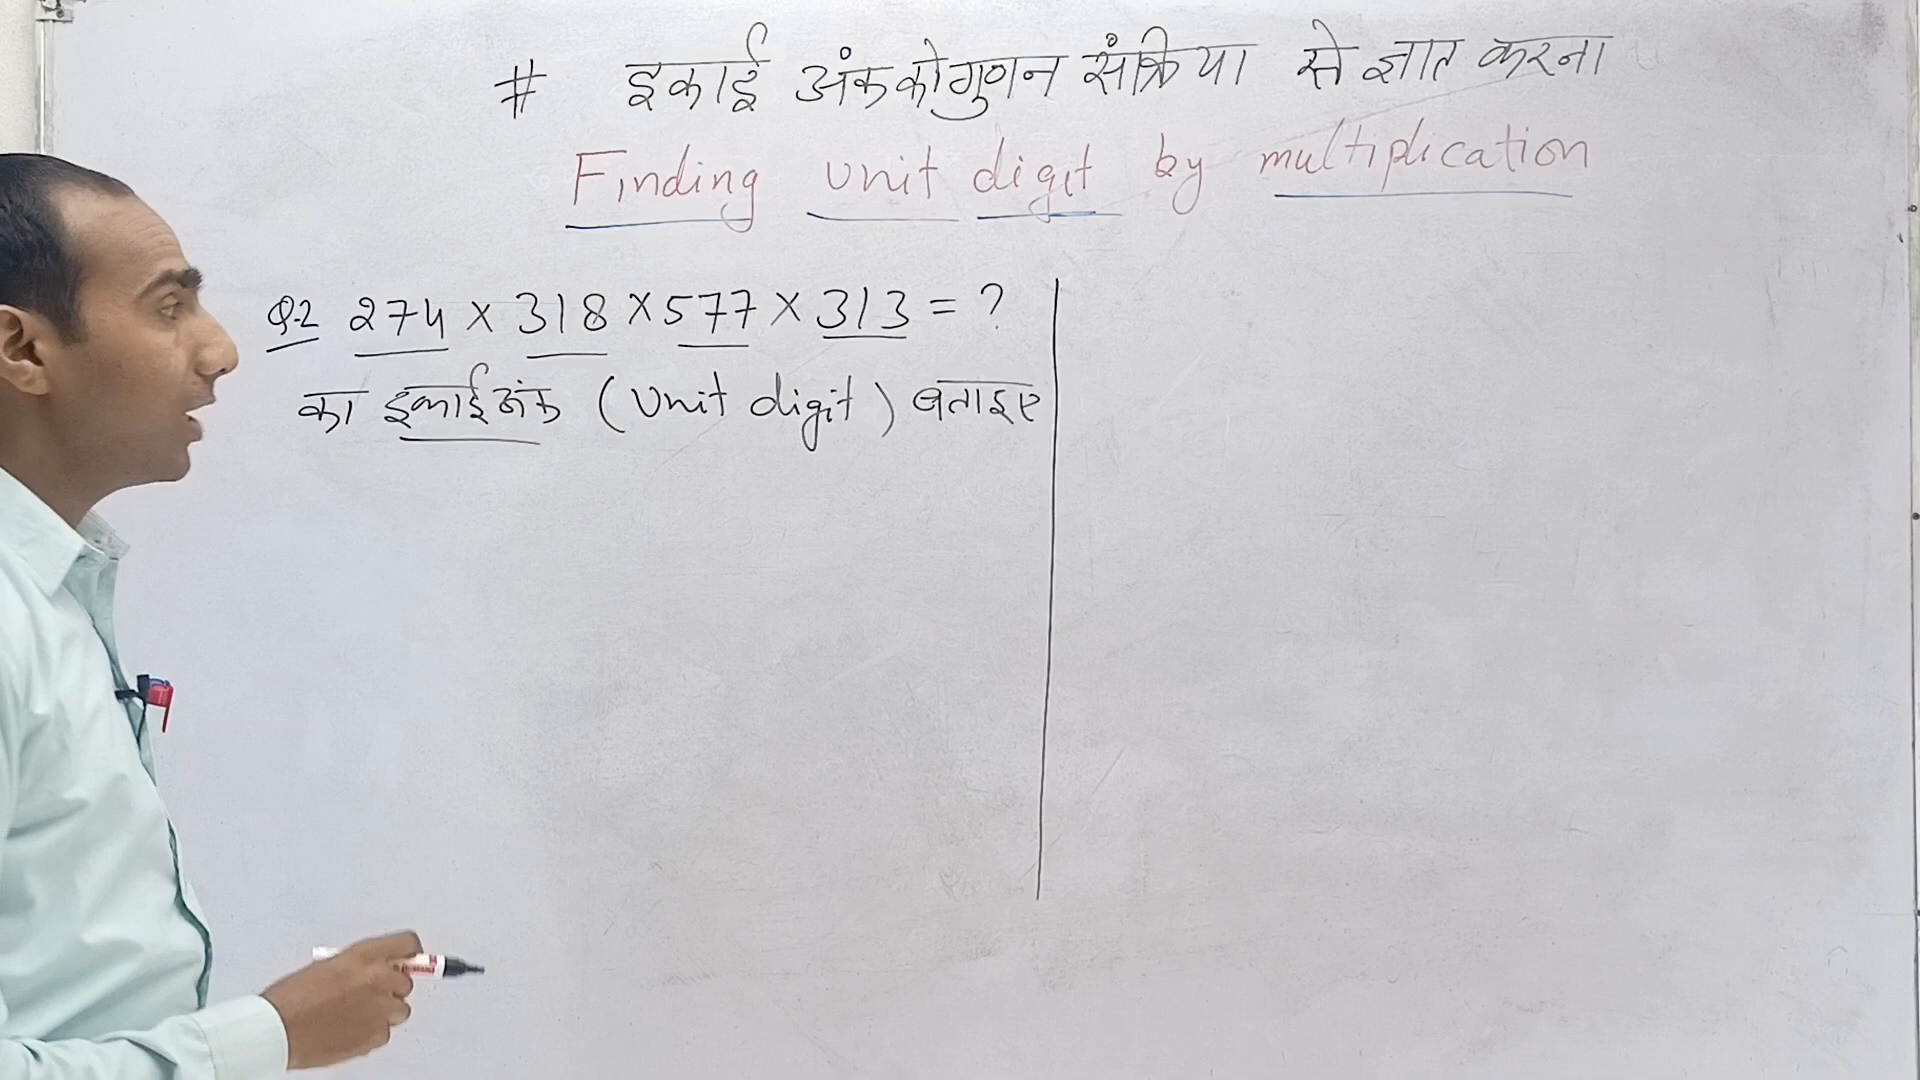 # इकाई अंक को गुणन संक्रिया से ज्ञात करना
Finding unit digit by multiplication
Q.2 274 × 318 × 577 × 313 = ?
का इकाई अंक (unit digit) बताइए